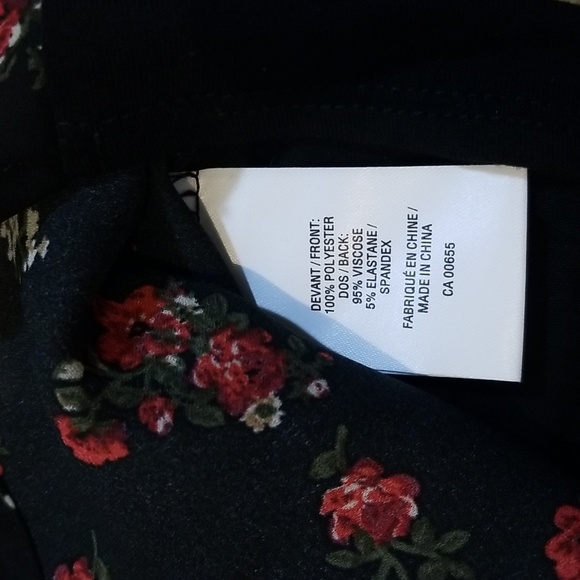 DEVANT / FRONT:
100% POLYESTER
DOS / BACK:
95% VISCOSE
5% ELASTANE /
SPANDEX
FABRIQUÉ EN CHINE /
MADE IN CHINA
CA 00655